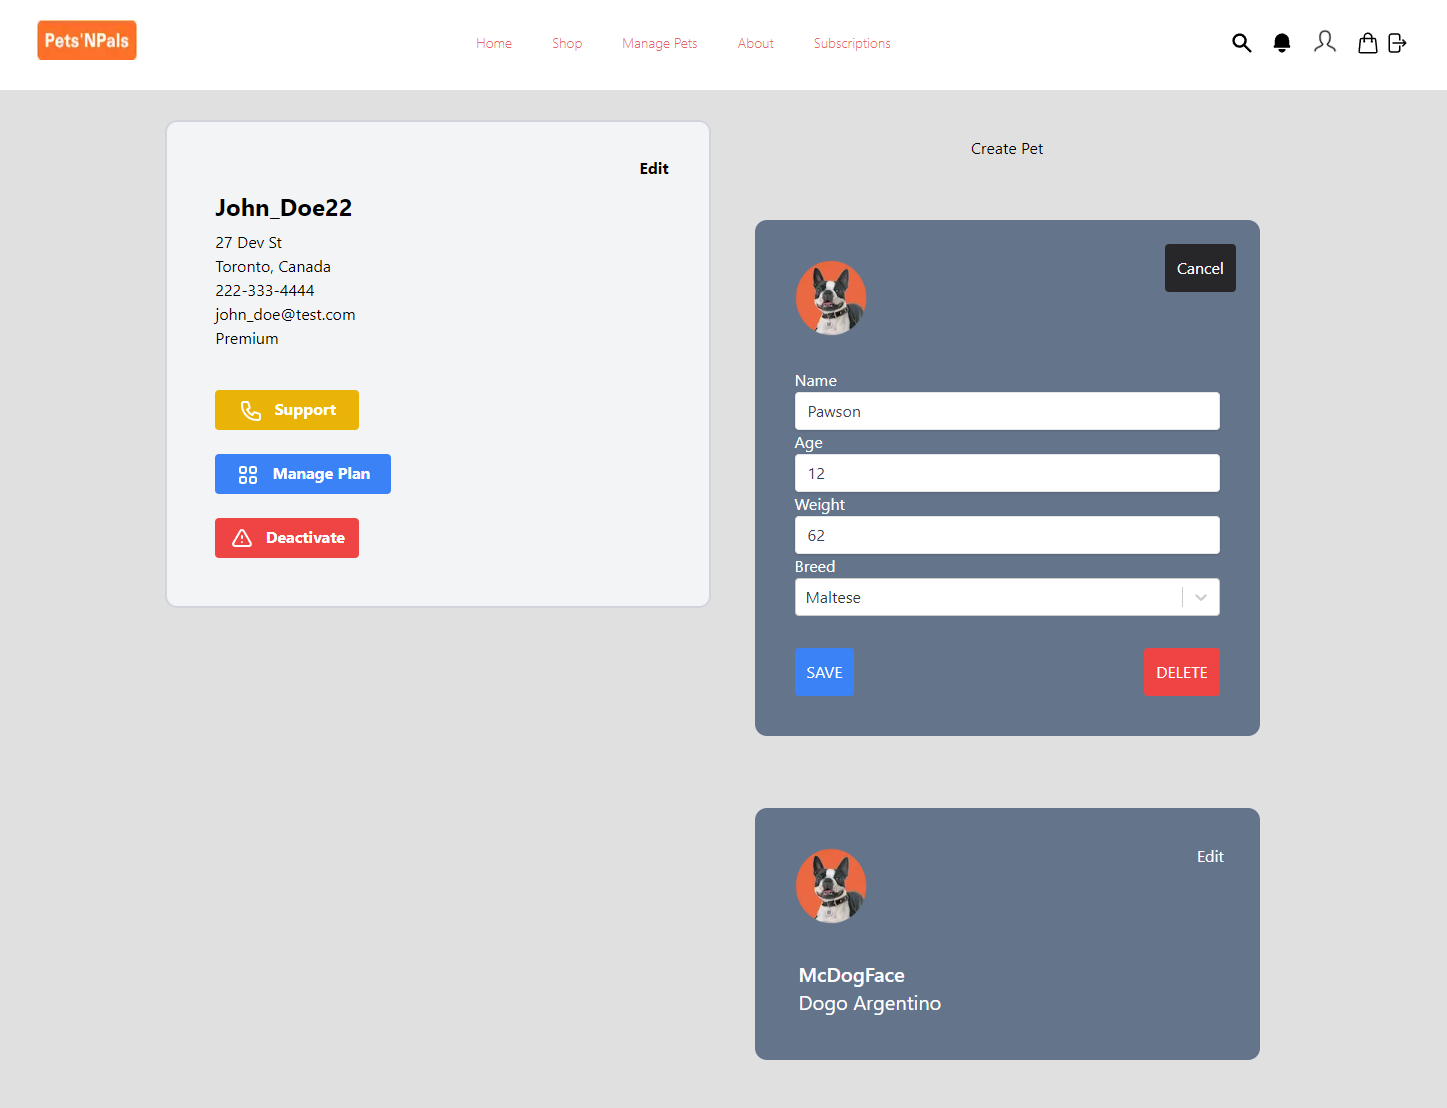 Pets'NPals
Home
Shop
Manage Pets
About
Subscriptions
Edit
John_Doe22
27 Dev St
Toronto, Canada
222-333-4444
john_doe@test.com
Premium
Support
Manage Plan
Deactivate
Create Pet
Cancel
Name
Pawson
Age
12
Weight
62
Breed
Maltese
SAVE
DELETE
Edit
McDogFace
Dogo Argentino